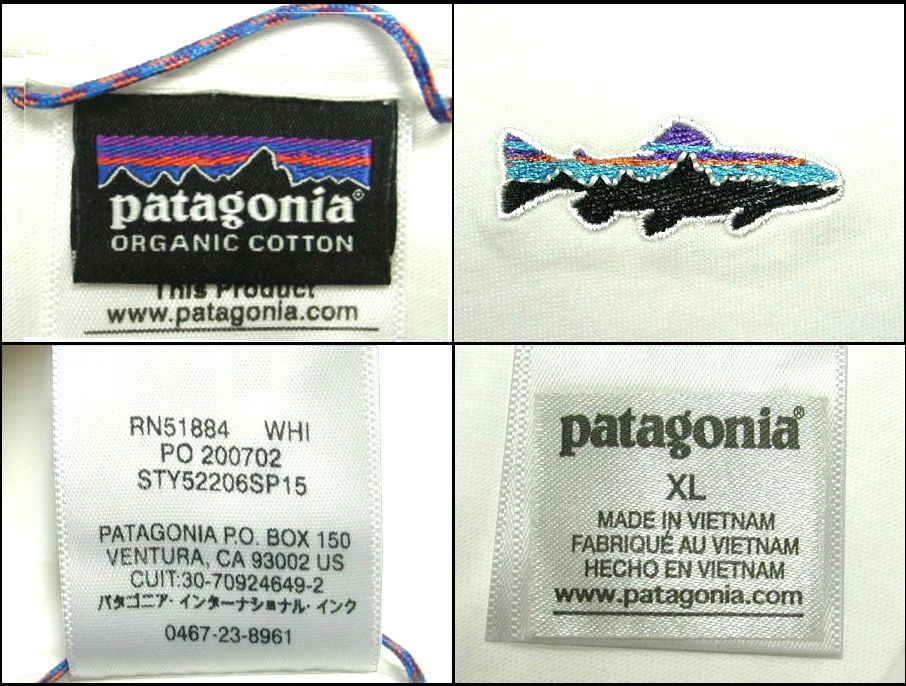 patagonia®
ORGANIC COTTON
This Product
www.patagonia.com
RN51884 WHI
PO 200702
STY52206SP15
PATAGONIA P.O. BOX 150
VENTURA, CA 93002 US
CUIT:30-70924649-2
パタゴニア・インターナショナル・インク
0467-23-8961
patagonia®
XL
MADE IN VIETNAM
FABRIQUÉ AU VIETNAM
HECHO EN VIETNAM
www.patagonia.com